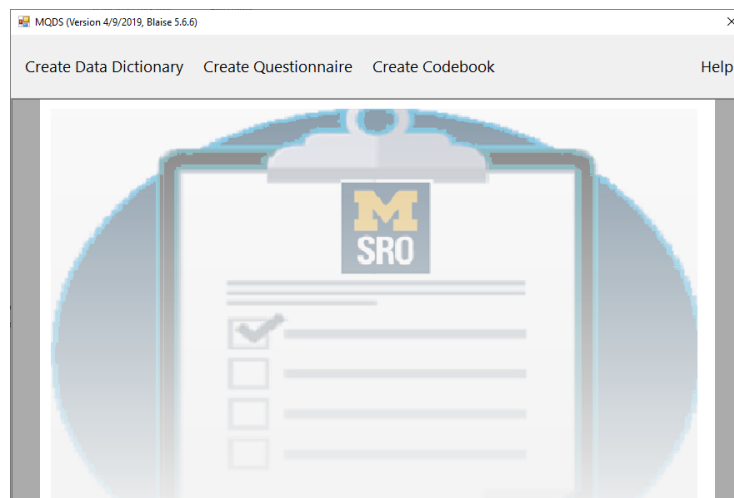 MQDS (Version 4/9/2019, Blaise 5.6.6)
Create Data Dictionary Create Questionnaire Create Codebook Help
M
SRO